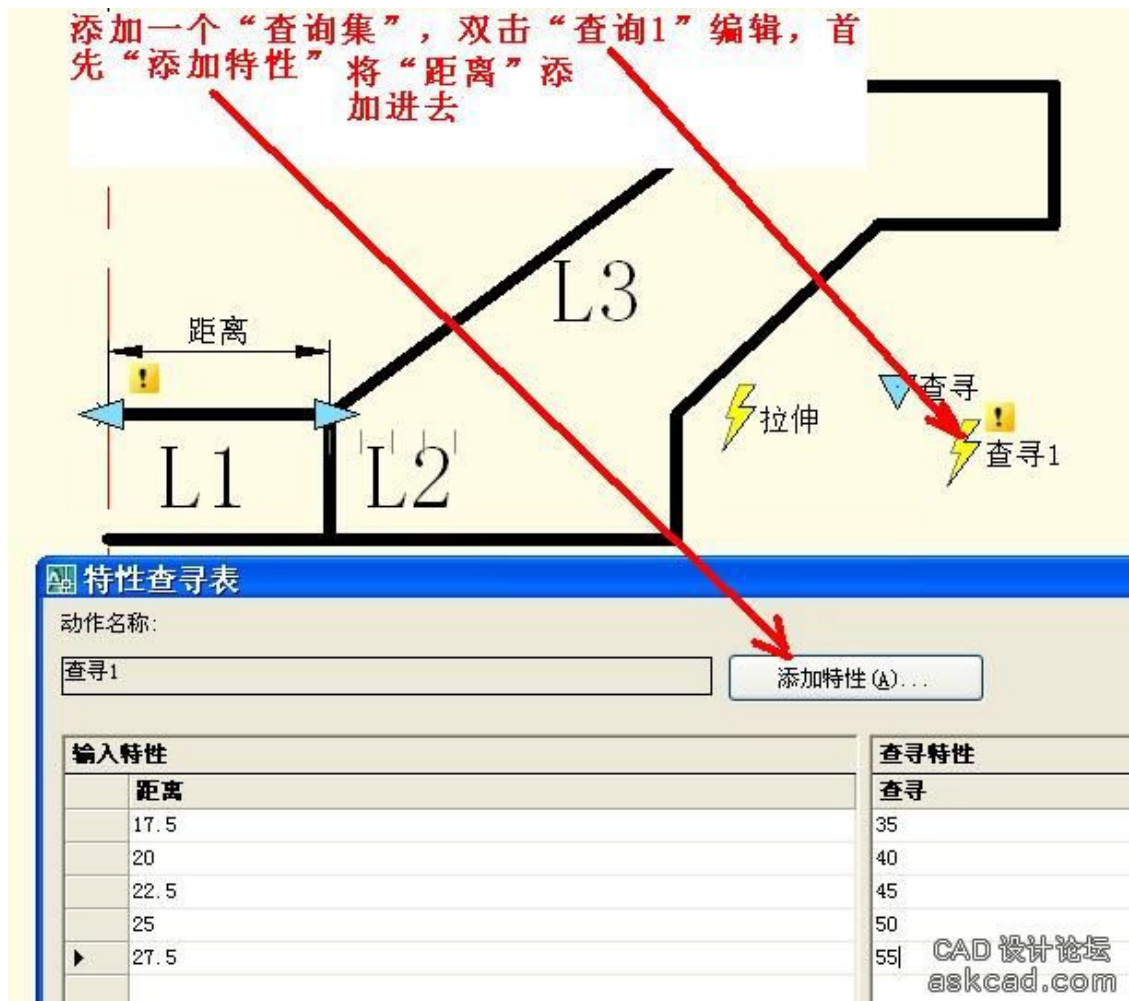 添加一个“查询集”，双击“查询1”编辑，首
先“添加特性” 将“距离”添
加进去
L3
距离
!
查寻
拉伸
!
查寻1
L1
L2
特性查寻表
动作名称:
查寻1
添加特性(A)...
输入特性
查寻特性
距离
查寻
17.5
35
20
40
22.5
45
25
50
27.5
55
CAD 设计论坛
askcad.com